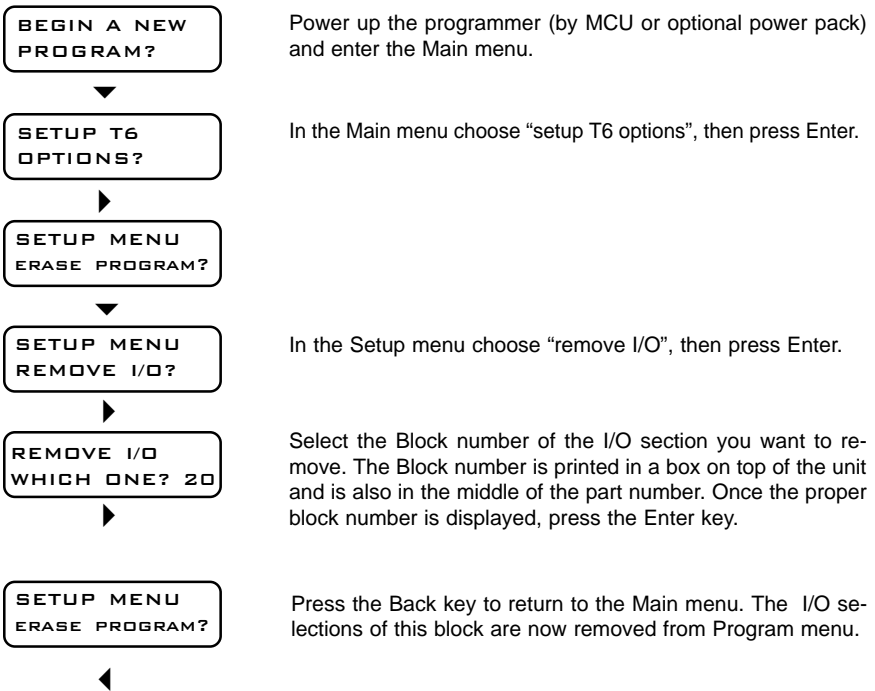 BEGIN A NEW
PROGRAM?
Power up the programmer (by MCU or optional power pack)
and enter the Main menu.
SETUP T6
OPTIONS?
In the Main menu choose “setup T6 options”, then press Enter.
SETUP MENU
ERASE PROGRAM?
SETUP MENU
REMOVE I/O?
In the Setup menu choose “remove I/O”, then press Enter.
REMOVE I/O
WHICH ONE? 20
Select the Block number of the I/O section you want to re-
move. The Block number is printed in a box on top of the unit
and is also in the middle of the part number. Once the proper
block number is displayed, press the Enter key.
SETUP MENU
ERASE PROGRAM?
Press the Back key to return to the Main menu. The I/O se-
lections of this block are now removed from Program menu.